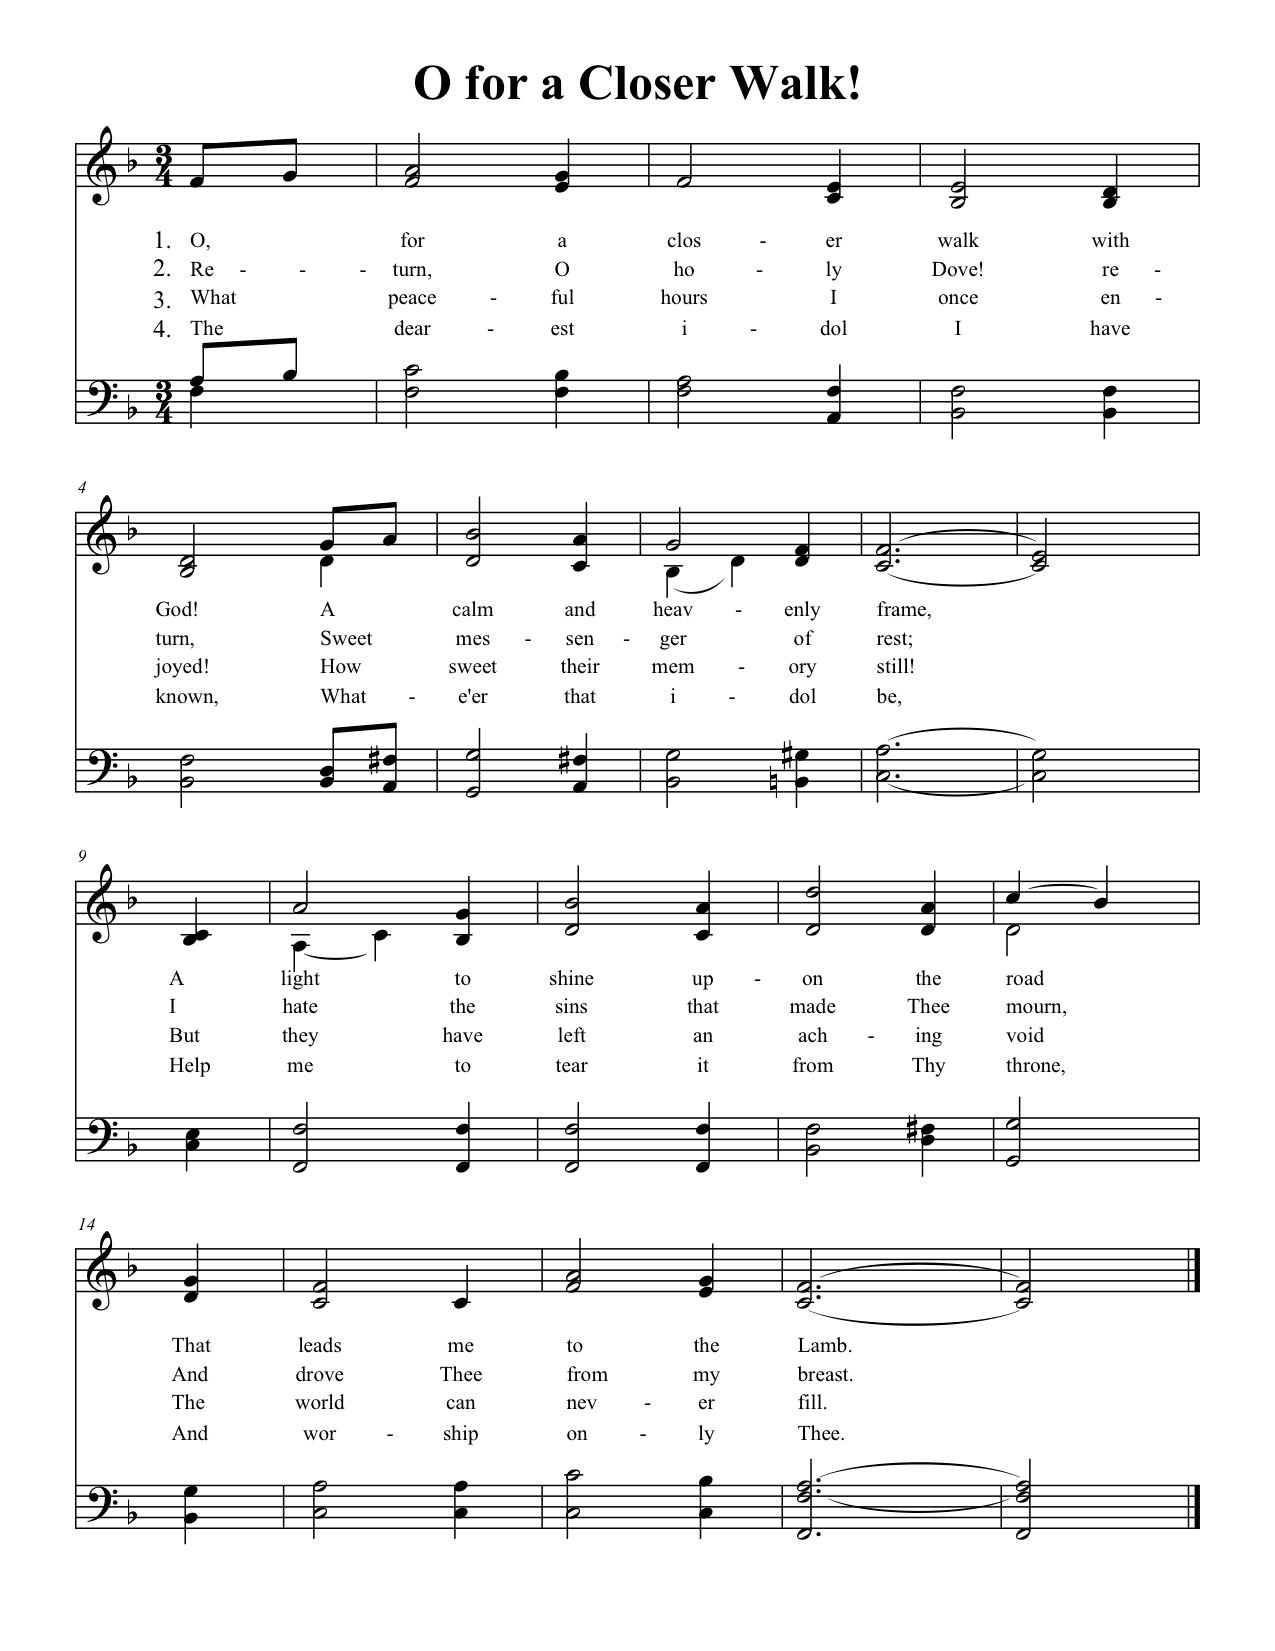 O for a Closer Walk!
3
4
1. O, for a clos - er walk with
2. Re - - - turn, O ho - ly Dove! re -
3. What peace - ful hours I once en -
4. The dear - est i - dol I have
3
4
4
God! A calm and heav - enly frame,
turn, Sweet mes - sen - ger of rest;
joyed! How sweet their mem - ory still!
known, What - e'er that i - dol be,
9
A light to shine up - on the road
I hate the sins that made Thee mourn,
But they have left an ach - ing void
Help me to tear it from Thy throne,
14
That leads me to the Lamb.
And drove Thee from my breast.
The world can nev - er fill.
And wor - ship on - ly Thee.